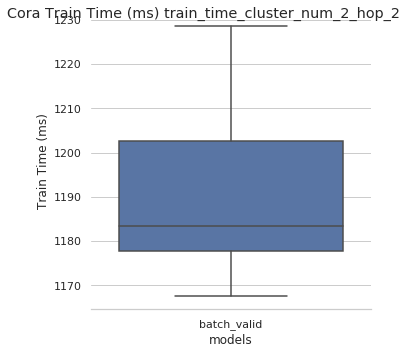 Cora Train Time (ms) train_time_cluster_num_2_hop_2
1230
1220
1210
1200
1190
1180
1170
Train Time (ms)
batch_valid
models